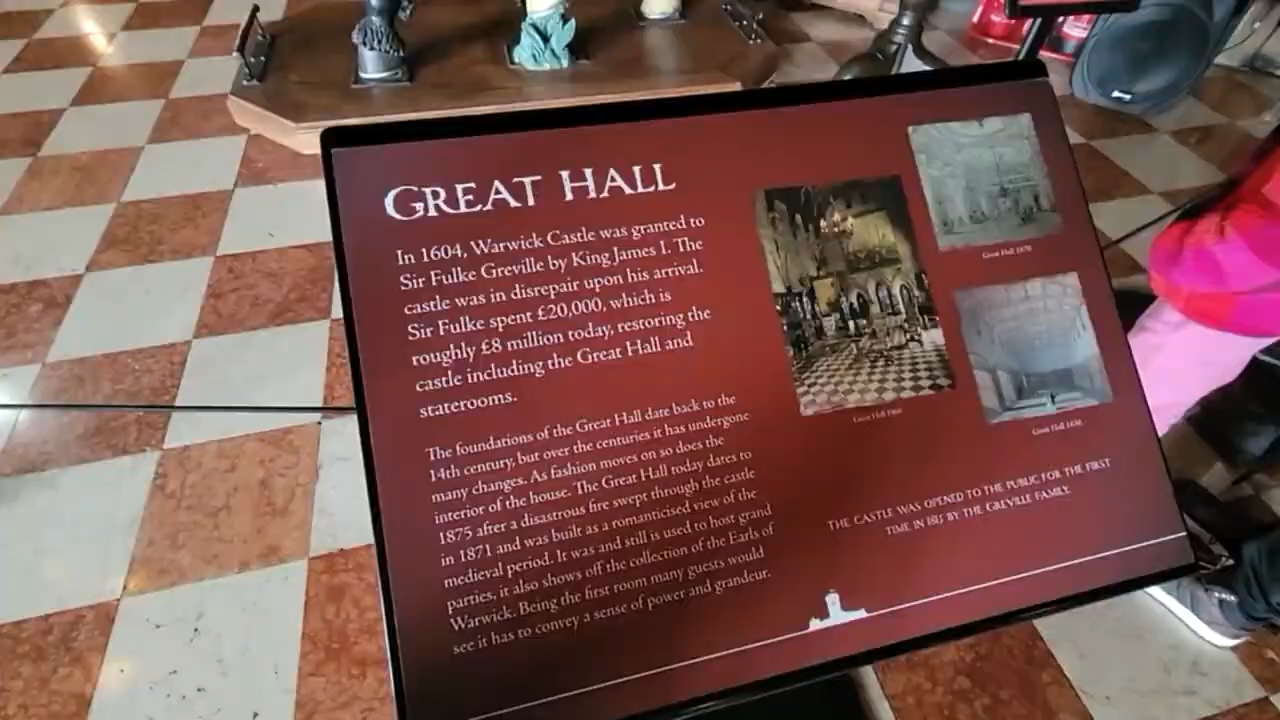 GREAT HALL
In 1604, Warwick Castle was granted to
Sir Fulke Greville by King James I. The
castle was in disrepair upon his arrival.
Sir Fulke spent £20,000, which is
roughly £8 million today, restoring the
castle including the Great Hall and
staterooms.
The foundations of the Great Hall date back to the
14th century, but over the centuries it has undergone
many changes. As fashion moves on so does the
interior of the house. The Great Hall today dates to
1875 after a disastrous fire swept through the castle
in 1871 and was built as a romanticised view of the
medieval period. It was and still is used to host grand
parties, it also shows off the collection of the Earls of
Warwick. Being the first room many guests would
see it has to convey a sense of power and grandeur.
Great Hall
Great Hall
Great Hall
THE CASTLE WAS OPENED TO THE PUBLIC FOR THE FIRST
TIME IN 1815 BY THE GREVILLE FAMILY.